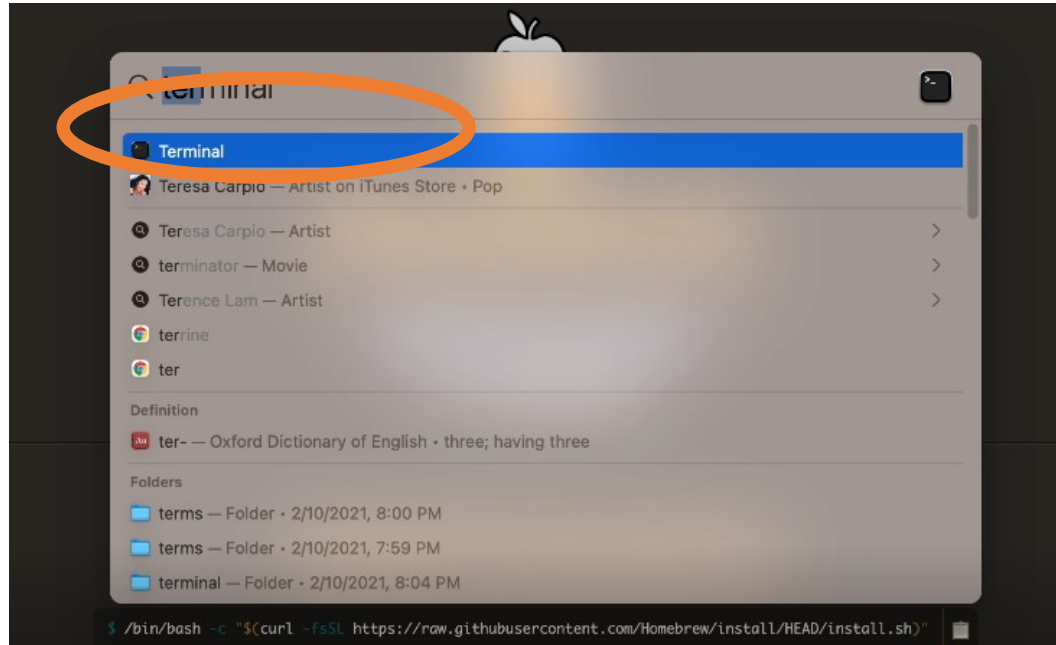 terminal
Terminal
Teresa Carpio — Artist on iTunes Store • Pop
Teresa Carpio — Artist
terminator — Movie
Terence Lam — Artist
terrine
ter
Definition
ter- — Oxford Dictionary of English • three; having three
Folders
terms — Folder • 2/10/2021, 8:00 PM
terms — Folder • 2/10/2021, 7:59 PM
terminal — Folder • 2/10/2021, 8:04 PM
$ /bin/bash -c "$(curl -fsSL https://raw.githubusercontent.com/Homebrew/install/HEAD/install.sh)"